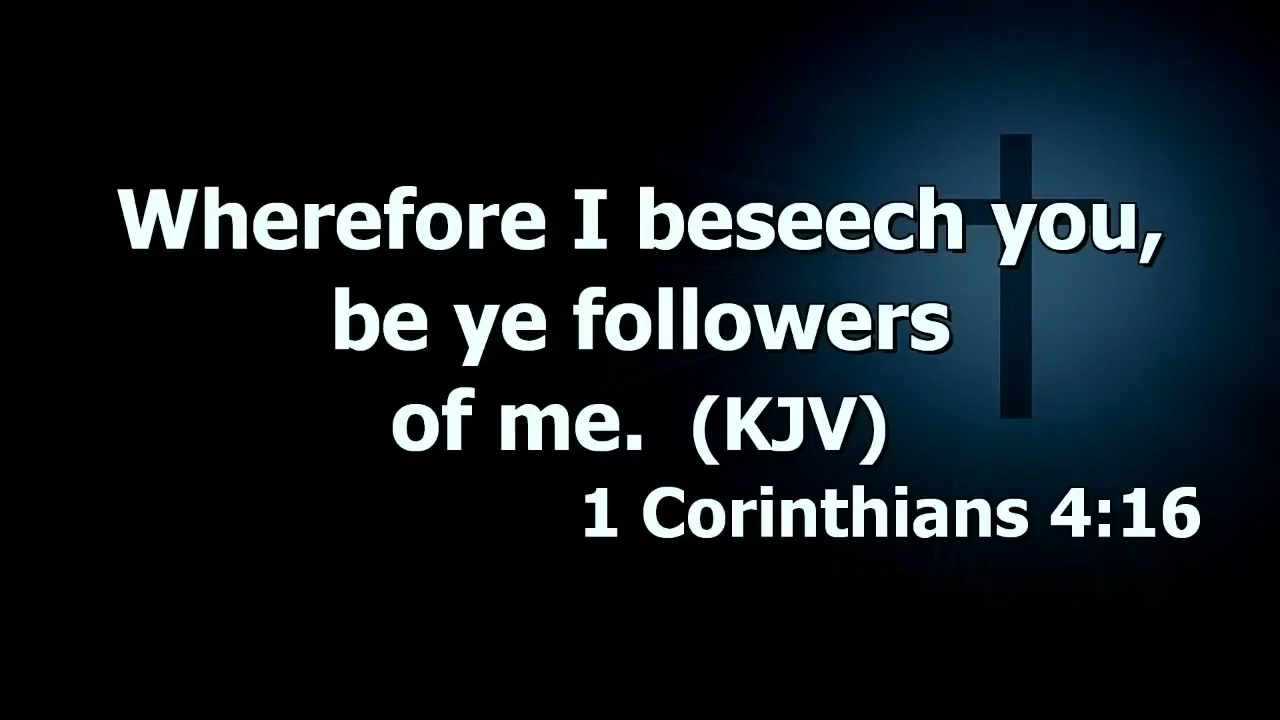 Wherefore I beseech you,
be ye followers
of me. (KJV)
1 Corinthians 4:16